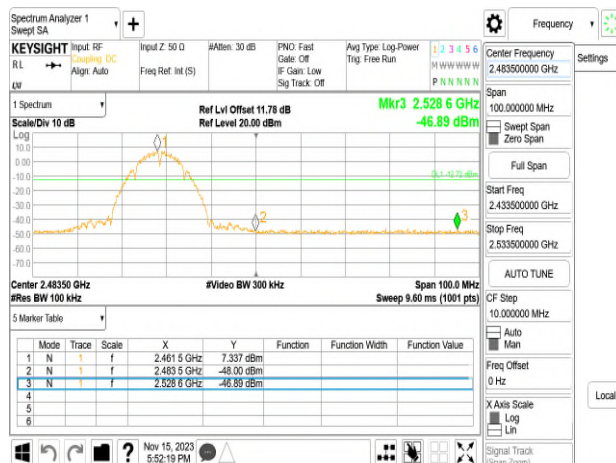 Spectrum Analyzer 1
Swept SA
Frequency
KEYSIGHT
RL
Input: RF
Coupling: DC
Align: Auto
Input Z: 50 Ω
Freq Ref: Int (S)
#Atten: 30 dB
PNO: Fast
Gate: Off
IF Gain: Low
Sig Track: Off
Avg Type: Log-Power
Trig: Free Run
1 2 3 4 5 6
M W W W W W
P N N N N N
1 Spectrum
Scale/Div 10 dB
Ref Lvl Offset 11.78 dB
Ref Level 20.00 dBm
Mkr3 2.528 6 GHz
-46.89 dBm
Log
10.0
0.00
-10.0
-20.0
-30.0
-40.0
-50.0
-60.0
-70.0
1
2
3
DL1 -12.72 dBm
Center 2.48350 GHz
#Res BW 100 kHz
#Video BW 300 kHz
Span 100.0 MHz
Sweep 9.60 ms (1001 pts)
5 Marker Table
Mode Trace Scale X Y Function Function Width Function Value
1 N 1 f 2.461 5 GHz 7.337 dBm
2 N 1 f 2.483 5 GHz -48.00 dBm
3 N 1 f 2.528 6 GHz -46.89 dBm
4
5
6
?
Nov 15, 2023
5:52:19 PM
Center Frequency
2.483500000 GHz
Settings
Span
100.000000 MHz
Swept Span
Zero Span
Full Span
Start Freq
2.433500000 GHz
Stop Freq
2.533500000 GHz
AUTO TUNE
CF Step
10.000000 MHz
Auto
Man
Freq Offset
0 Hz
X Axis Scale
Log
Lin
Local
Signal Track
(Span Zoom)